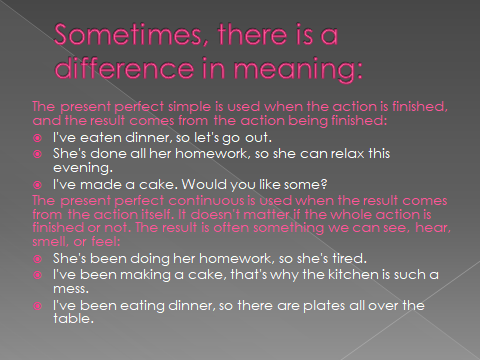 Sometimes, there is a
difference in meaning:
The present perfect simple is used when the action is finished,
and the result comes from the action being finished:
I've eaten dinner, so let's go out.
She's done all her homework, so she can relax this
evening.
I've made a cake. Would you like some?
The present perfect continuous is used when the result comes
from the action itself. It doesn't matter if the whole action is
finished or not. The result is often something we can see, hear,
smell, or feel:
She's been doing her homework, so she's tired.
I've been making a cake, that's why the kitchen is such a
mess.
I've been eating dinner, so there are plates all over the
table.